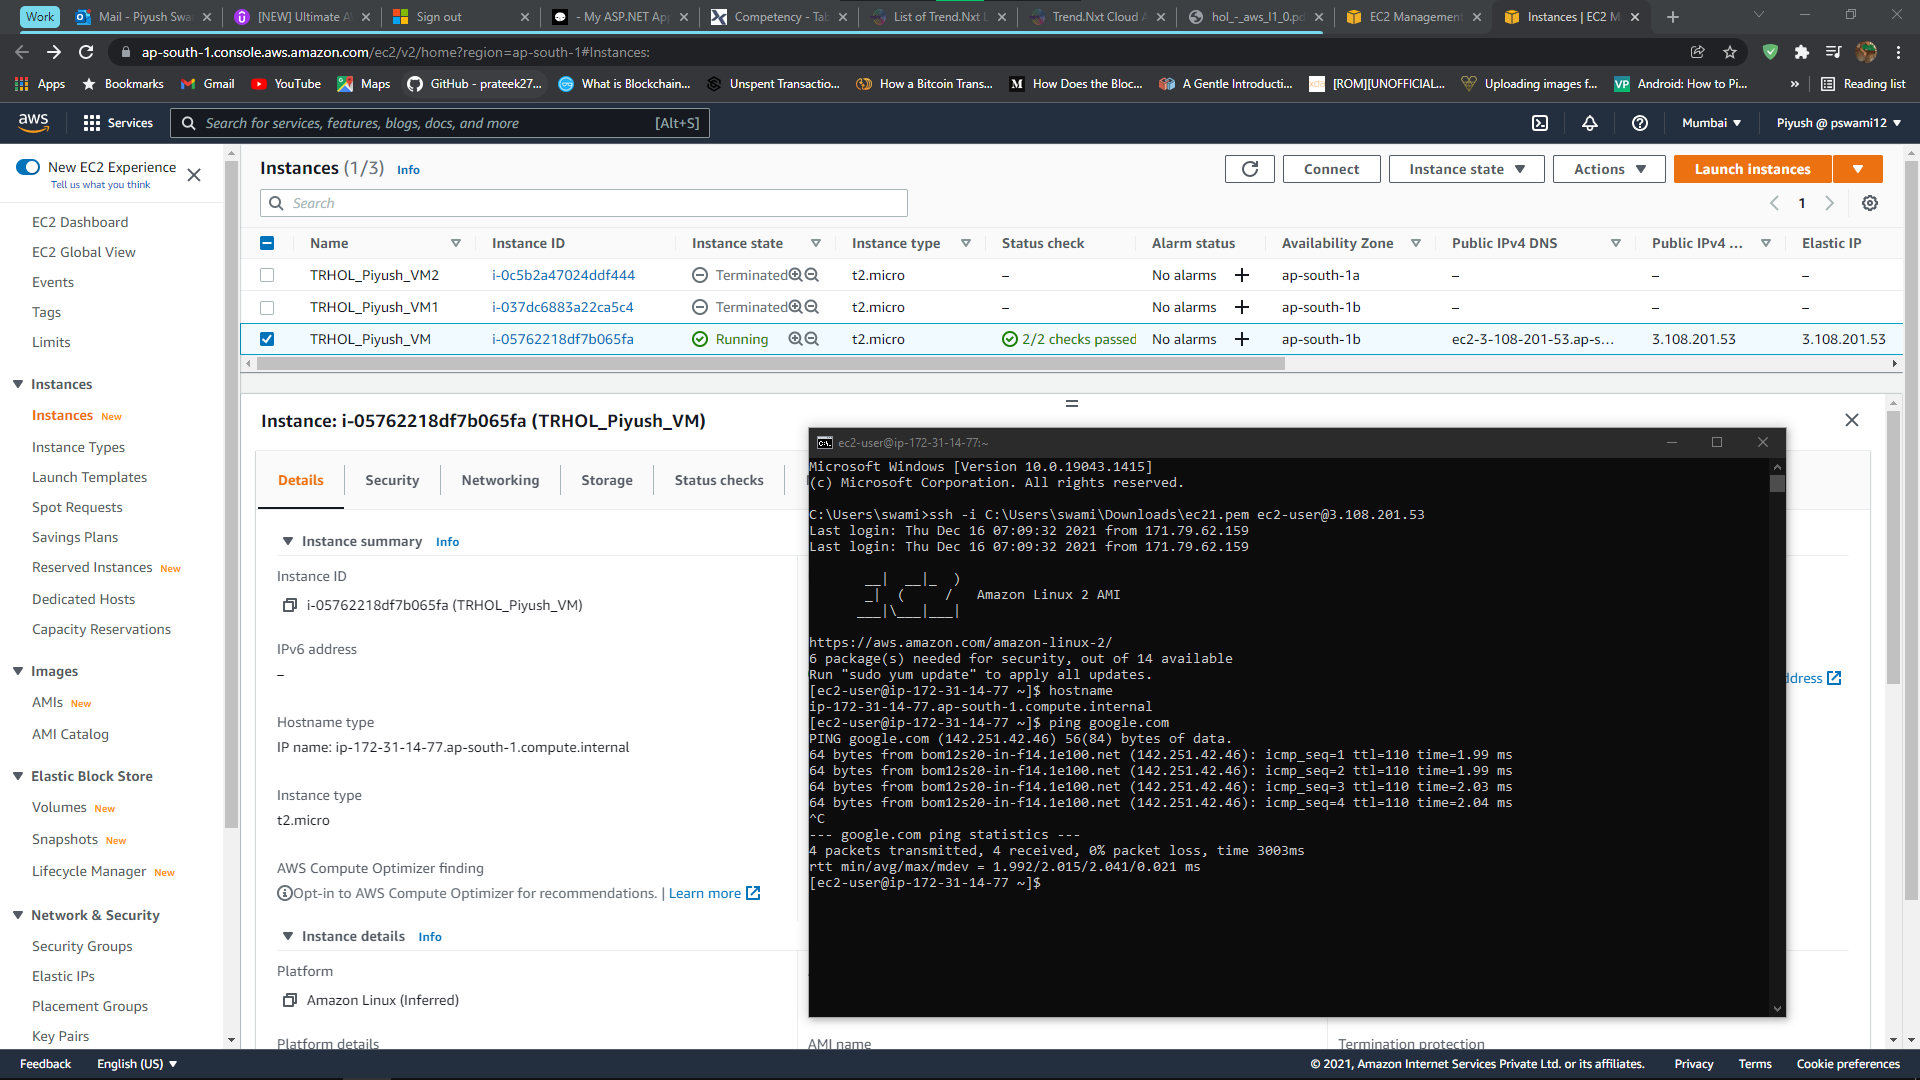 Work
Mail - Piyush Swa
[NEW] Ultimate A
Sign out
- My ASP.NET App
Competency - Tab
List of Trend.Nxt L
Trend.Nxt Cloud A
hol_-_aws_l1_0.pd
EC2 Management
Instances | EC2 M
ap-south-1.console.aws.amazon.com/ec2/v2/home?region=ap-south-1#Instances:
Apps
Bookmarks
Gmail
YouTube
Maps
GitHub - prateek27...
What is Blockchain...
Unspent Transactio...
How a Bitcoin Trans...
How Does the Bloc...
A Gentle Introducti...
[ROM][UNOFFICIAL...
Uploading images f...
Android: How to Pi...
»
Reading list
aws
Services
Search for services, features, blogs, docs, and more
[Alt+S]
Mumbai
Piyush @ pswami12
New EC2 Experience
Tell us what you think
EC2 Dashboard
EC2 Global View
Events
Tags
Limits
Instances
Instances New
Instance Types
Launch Templates
Spot Requests
Savings Plans
Reserved Instances New
Dedicated Hosts
Capacity Reservations
Images
AMIs New
AMI Catalog
Elastic Block Store
Volumes New
Snapshots New
Lifecycle Manager New
Network & Security
Security Groups
Elastic IPs
Placement Groups
Key Pairs
Instances (1/3) Info
Connect
Instance state
Actions
Launch instances
Search
1
Name Instance ID Instance state Instance type Status check Alarm status Availability Zone Public IPv4 DNS Public IPv4 ... Elastic IP
TRHOL_Piyush_VM2 i-0c5b2a47024ddf444 Terminated t2.micro – No alarms + ap-south-1a – – –
TRHOL_Piyush_VM1 i-037dc6883a22ca5c4 Terminated t2.micro – No alarms + ap-south-1b – – –
TRHOL_Piyush_VM i-05762218df7b065fa Running t2.micro 2/2 checks passed No alarms + ap-south-1b ec2-3-108-201-53.ap-s... 3.108.201.53 3.108.201.53
Instance: i-05762218df7b065fa (TRHOL_Piyush_VM)
Details
Security
Networking
Storage
Status checks
Instance summary Info
Instance ID
i-05762218df7b065fa (TRHOL_Piyush_VM)
IPv6 address
–
Hostname type
IP name: ip-172-31-14-77.ap-south-1.compute.internal
Instance type
t2.micro
AWS Compute Optimizer finding
Opt-in to AWS Compute Optimizer for recommendations. | Learn more
Instance details Info
Platform
Amazon Linux (Inferred)
Platform details
AMI name
Termination protection
ddress
ec2-user@ip-172-31-14-77:~
Microsoft Windows [Version 10.0.19043.1415]
(c) Microsoft Corporation. All rights reserved.
C:\Users\swami>ssh -i C:\Users\swami\Downloads\ec21.pem ec2-user@3.108.201.53
Last login: Thu Dec 16 07:09:32 2021 from 171.79.62.159
Last login: Thu Dec 16 07:09:32 2021 from 171.79.62.159
__|  __|_  )
_|  (     /   Amazon Linux 2 AMI
___|\___|___|
https://aws.amazon.com/amazon-linux-2/
6 package(s) needed for security, out of 14 available
Run "sudo yum update" to apply all updates.
[ec2-user@ip-172-31-14-77 ~]$ hostname
ip-172-31-14-77.ap-south-1.compute.internal
[ec2-user@ip-172-31-14-77 ~]$ ping google.com
PING google.com (142.251.42.46) 56(84) bytes of data.
64 bytes from bom12s20-in-f14.1e100.net (142.251.42.46): icmp_seq=1 ttl=110 time=1.99 ms
64 bytes from bom12s20-in-f14.1e100.net (142.251.42.46): icmp_seq=2 ttl=110 time=1.99 ms
64 bytes from bom12s20-in-f14.1e100.net (142.251.42.46): icmp_seq=3 ttl=110 time=2.03 ms
64 bytes from bom12s20-in-f14.1e100.net (142.251.42.46): icmp_seq=4 ttl=110 time=2.04 ms
^C
--- google.com ping statistics ---
4 packets transmitted, 4 received, 0% packet loss, time 3003ms
rtt min/avg/max/mdev = 1.992/2.015/2.041/0.021 ms
[ec2-user@ip-172-31-14-77 ~]$
Feedback
English (US)
© 2021, Amazon Internet Services Private Ltd. or its affiliates.
Privacy
Terms
Cookie preferences